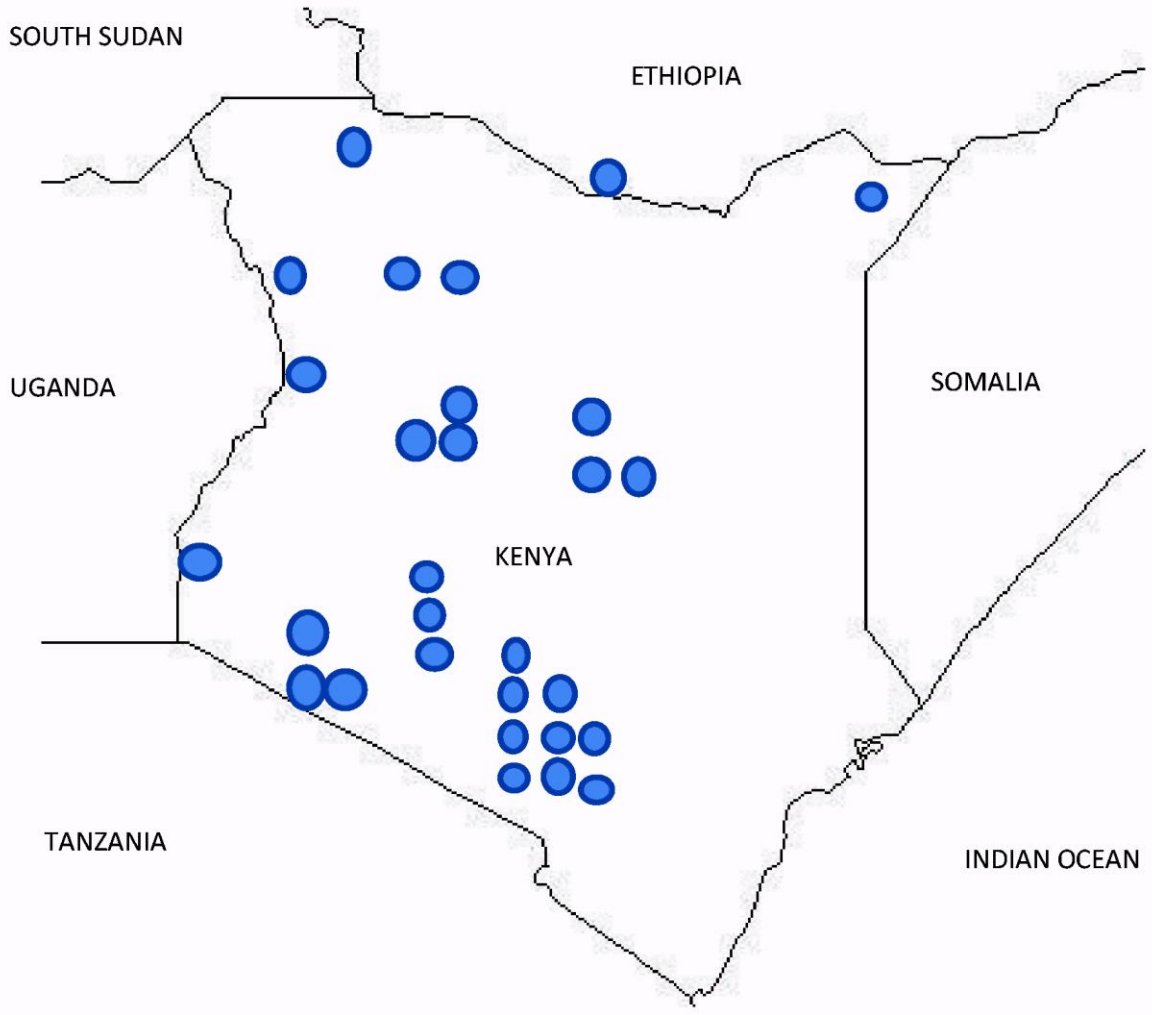 SOUTH SUDAN
ETHIOPIA
UGANDA
SOMALIA
KENYA
TANZANIA
INDIAN OCEAN